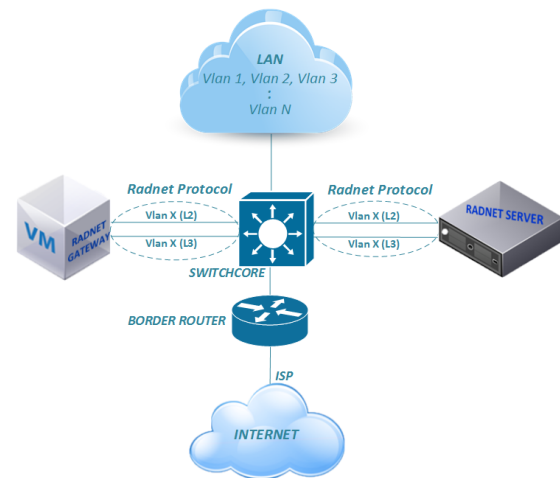 LAN
Vlan 1, Vlan 2, Vlan 3
:
Vlan N
Radnet Protocol
Radnet Protocol
Vlan X (L2)
Vlan X (L3)
Vlan X (L2)
Vlan X (L3)
VM
RADNET
GATEWAY
RADNET SERVER
SWITCHCORE
BORDER ROUTER
ISP
INTERNET